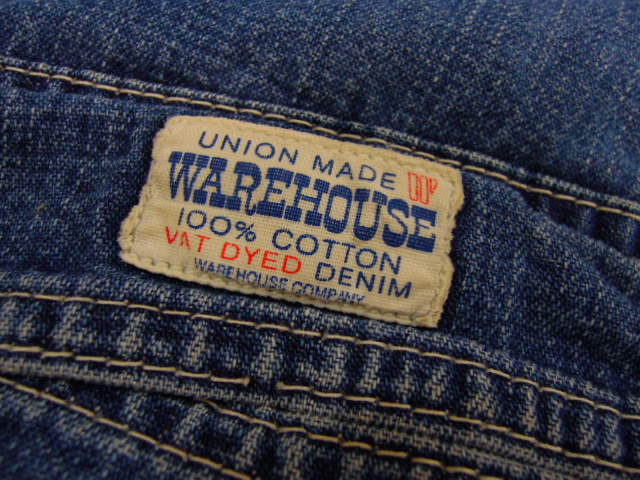 UNION MADE W
WAREHOUSE
100% COTTON
VAT DYED DENIM
WAREHOUSE COMPANY